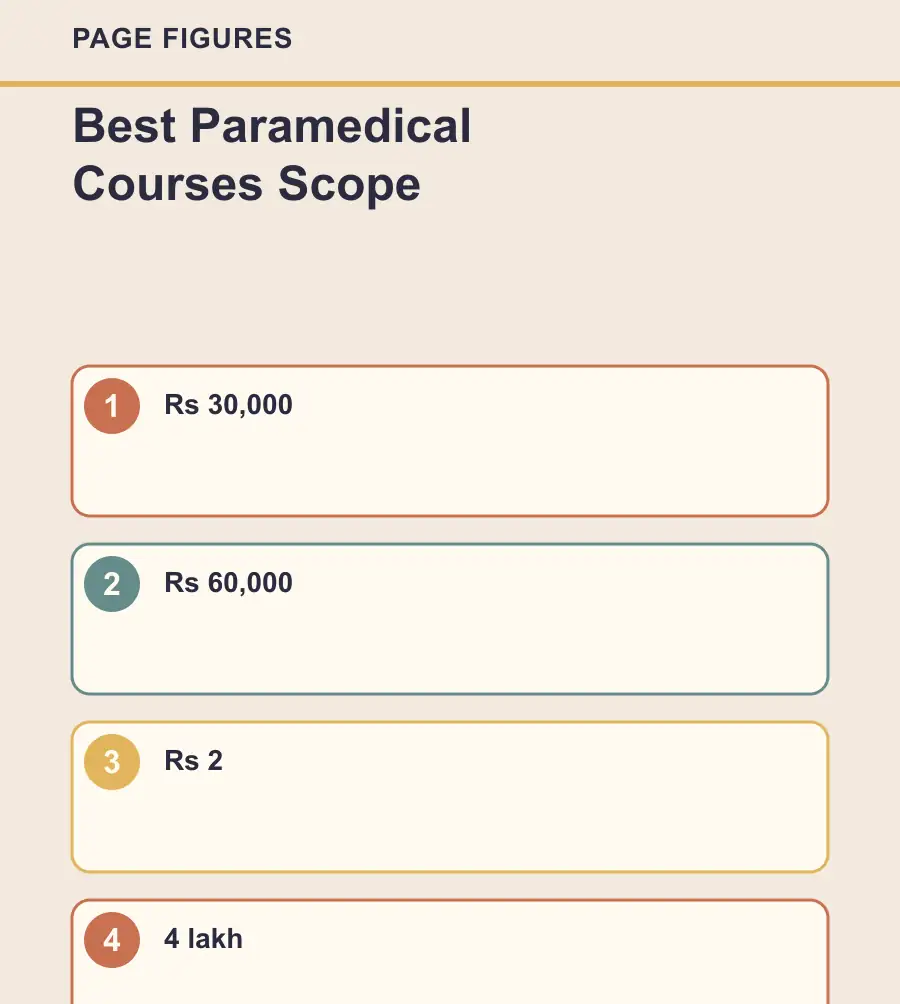 PAGE FIGURES
Best Paramedical
Courses Scope
1 Rs 30,000
2 Rs 60,000
3 Rs 2
4 4 lakh